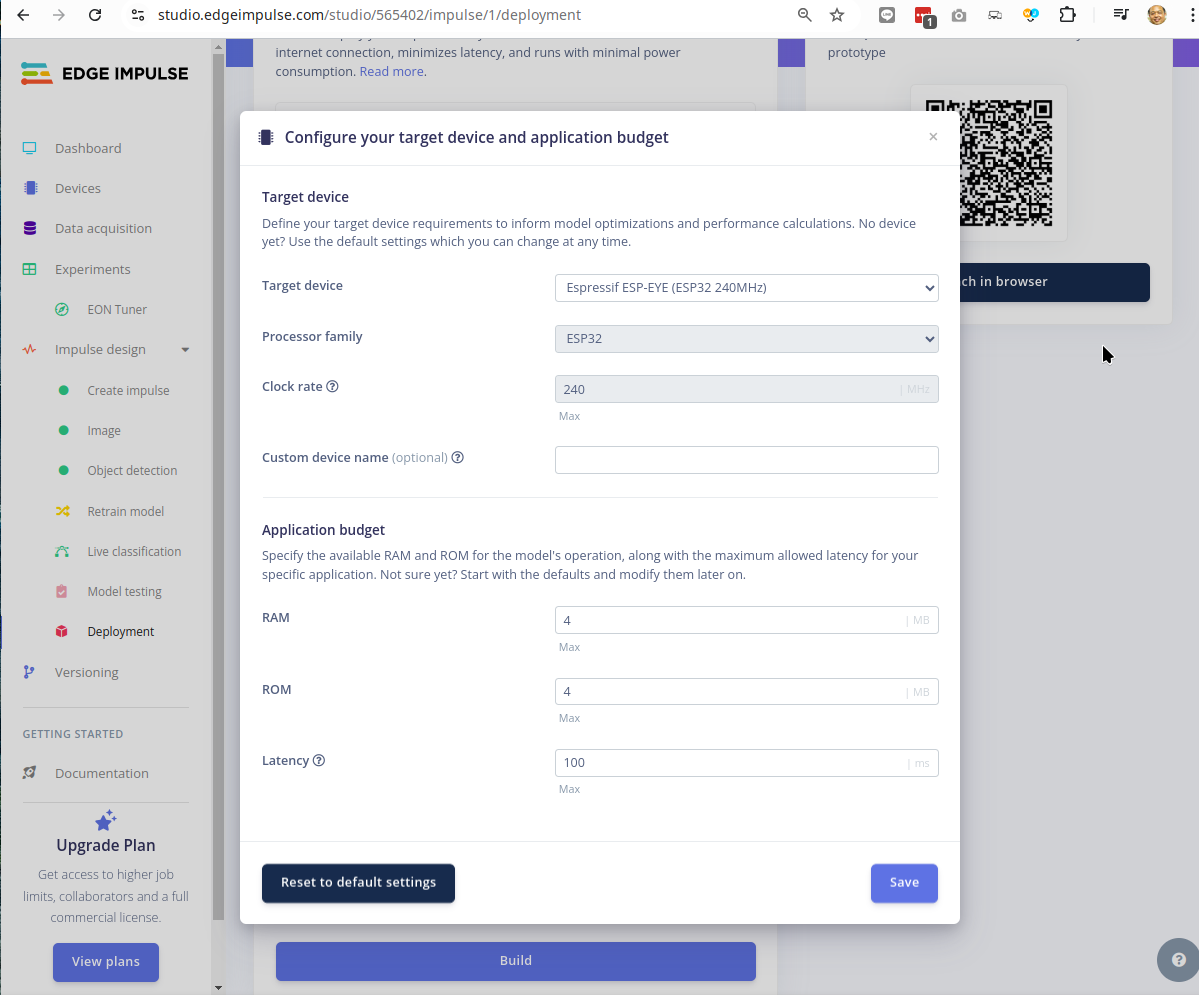 studio.edgeimpulse.com/studio/565402/impulse/1/deployment
1
EDGE IMPULSE
Dashboard
Devices
Data acquisition
Experiments
EON Tuner
Impulse design
Create impulse
Image
Object detection
Retrain model
Live classification
Model testing
Deployment
Versioning
GETTING STARTED
Documentation
Upgrade Plan
Get access to higher job
limits, collaborators and a full
commercial license.
View plans
internet connection, minimizes latency, and runs with minimal power
consumption. Read more.
prototype
Configure your target device and application budget
×
Target device
Define your target device requirements to inform model optimizations and performance calculations. No device
yet? Use the default settings which you can change at any time.
Target device
Espressif ESP-EYE (ESP32 240MHz)
Processor family
ESP32
Clock rate
240 | MHz
Max
Custom device name (optional)
Application budget
Specify the available RAM and ROM for the model's operation, along with the maximum allowed latency for your
specific application. Not sure yet? Start with the defaults and modify them later on.
RAM
4 | MB
Max
ROM
4 | MB
Max
Latency
100 | ms
Max
Reset to default settings
Save
ch in browser
Build